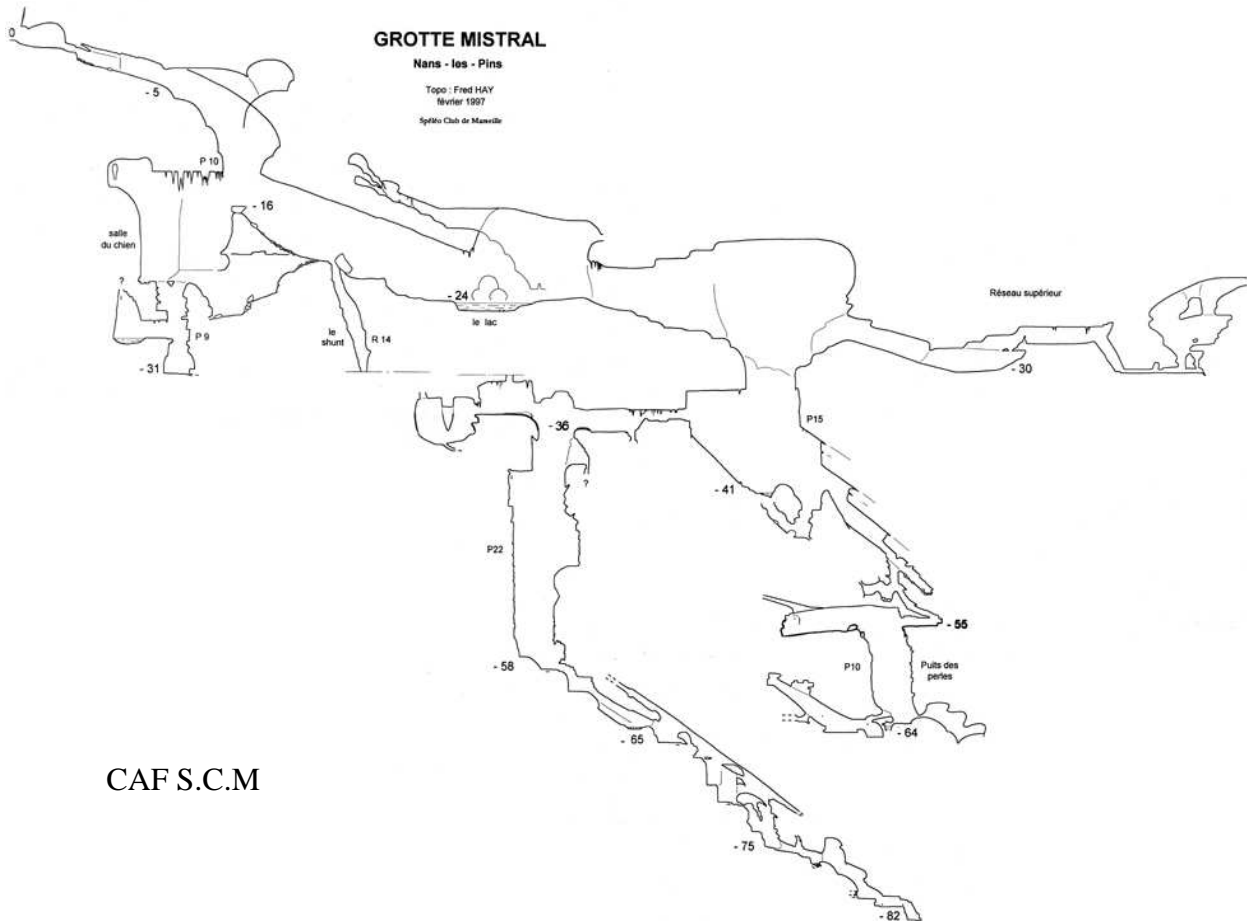 GROTTE MISTRAL
Nans - les - Pins
Topo : Fred HAY
février 1997
Spéléo Club de Marseille
0
- 5
P 10
- 16
salle
du chien
?
P 9
- 31
le
shunt
R 14
- 24
le lac
Réseau supérieur
- 30
P15
- 36
?
- 41
P22
- 55
P10
Puits des
perles
- 58
- 64
- 65
CAF S.C.M
- 75
- 82